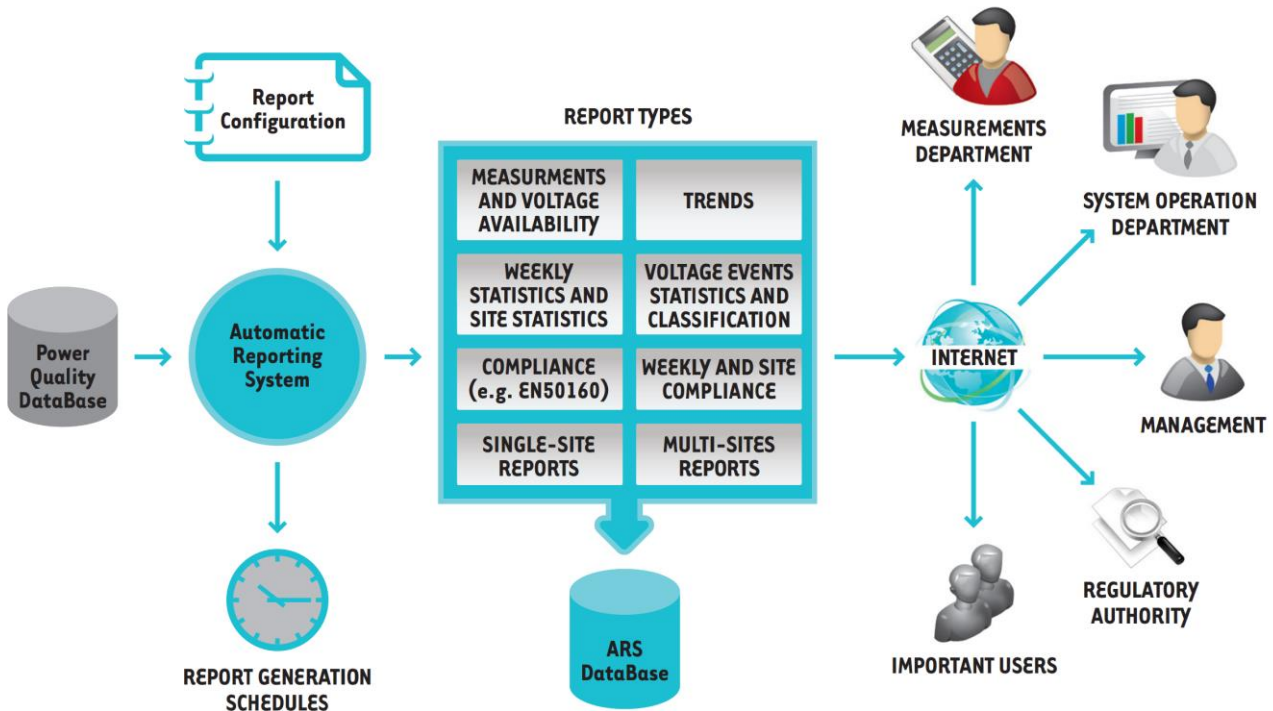 Report
Configuration
Power
Quality
DataBase
Automatic
Reporting
System
REPORT GENERATION
SCHEDULES
REPORT TYPES
MEASURMENTS
AND VOLTAGE
AVAILABILITY
TRENDS
WEEKLY
STATISTICS AND
SITE STATISTICS
VOLTAGE EVENTS
STATISTICS AND
CLASSIFICATION
COMPLIANCE
(e.g. EN50160)
WEEKLY AND SITE
COMPLIANCE
SINGLE-SITE
REPORTS
MULTI-SITES
REPORTS
ARS
DataBase
INTERNET
MEASUREMENTS
DEPARTMENT
SYSTEM OPERATION
DEPARTMENT
MANAGEMENT
REGULATORY
AUTHORITY
IMPORTANT USERS